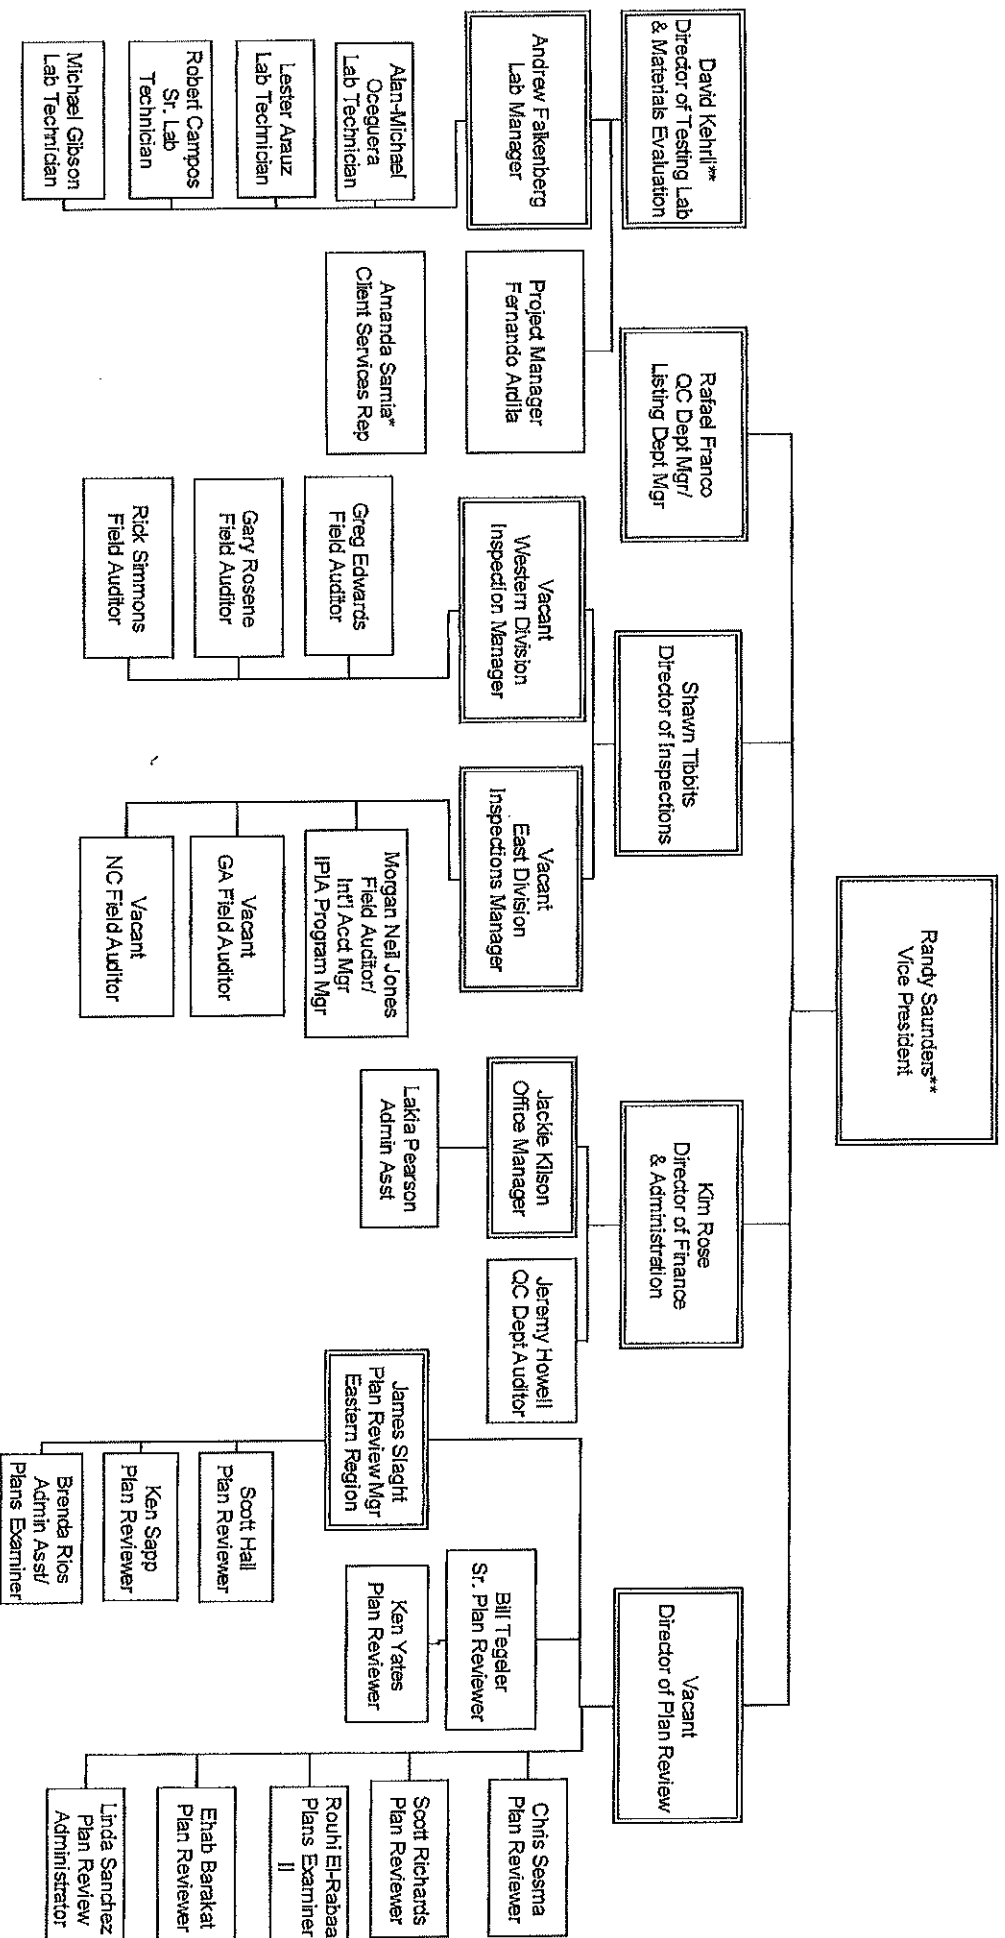 Randy Saunders**
Vice President
David Kehrli**
Director of Testing Lab
& Materials Evaluation
Rafael Franco
QC Dept Mgr/
Listing Dept Mgr
Shawn Tibbits
Director of Inspections
Kim Rose
Director of Finance
& Administration
Vacant
Director of Plan Review
Andrew Falkenberg
Lab Manager
Project Manager
Fernando Ardila
Alan-Michael
Oceguera
Lab Technician
Lester Arauz
Lab Technician
Robert Campos
Sr. Lab
Technician
Michael Gibson
Lab Technician
Amanda Samia*
Client Services Rep
Vacant
Western Division
Inspection Manager
Greg Edwards
Field Auditor
Gary Rosene
Field Auditor
Rick Simmons
Field Auditor
Vacant
East Division
Inspections Manager
Morgan Neil Jones
Field Auditor/
Int'l Acct Mgr
IPIA Program Mgr
Vacant
GA Field Auditor
Vacant
NC Field Auditor
Jackie Kilson
Office Manager
Lakia Pearson
Admin Asst
Jeremy Howell
QC Dept Auditor
James Slaght
Plan Review Mgr
Eastern Region
Scott Hall
Plan Reviewer
Ken Sapp
Plan Reviewer
Brenda Rios
Admin Asst/
Plans Examiner
Bill Tegeler
Sr. Plan Reviewer
Ken Yates
Plan Reviewer
Chris Sesma
Plan Reviewer
Scott Richards
Plan Reviewer
Rouhi El-Rabaa
Plans Examiner
II
Ehab Barakat
Plan Reviewer
Linda Sanchez
Plan Review
Administrator